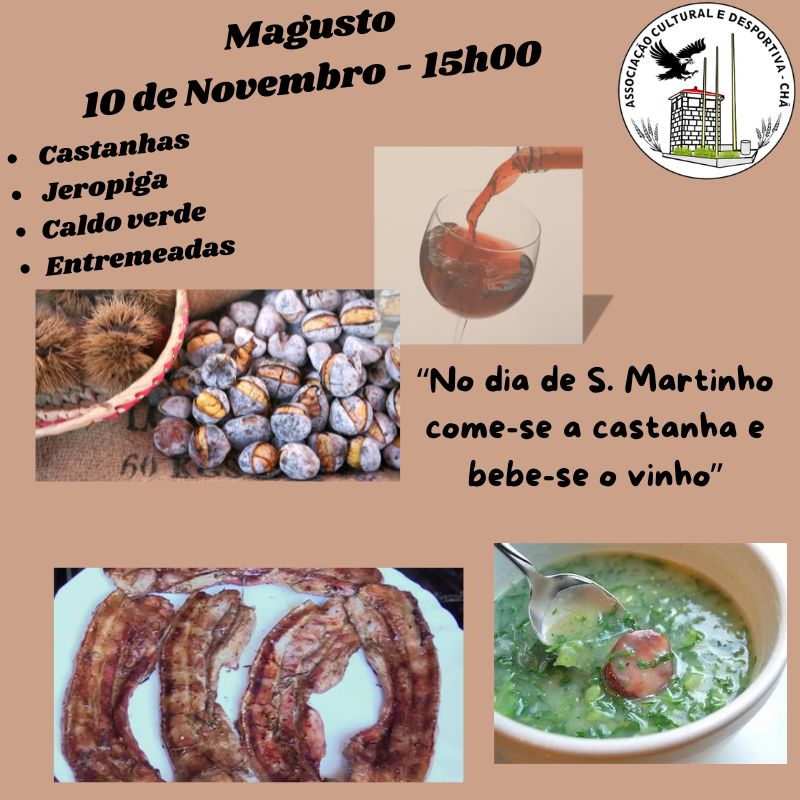 Magusto
10 de Novembro - 15h00
ASSOCIAÇÃO CULTURAL E DESPORTIVA - CHÃ
• Castanhas
• Jeropiga
• Caldo verde
• Entremeadas
60 K
“No dia de S. Martinho
come-se a castanha e
bebe-se o vinho”